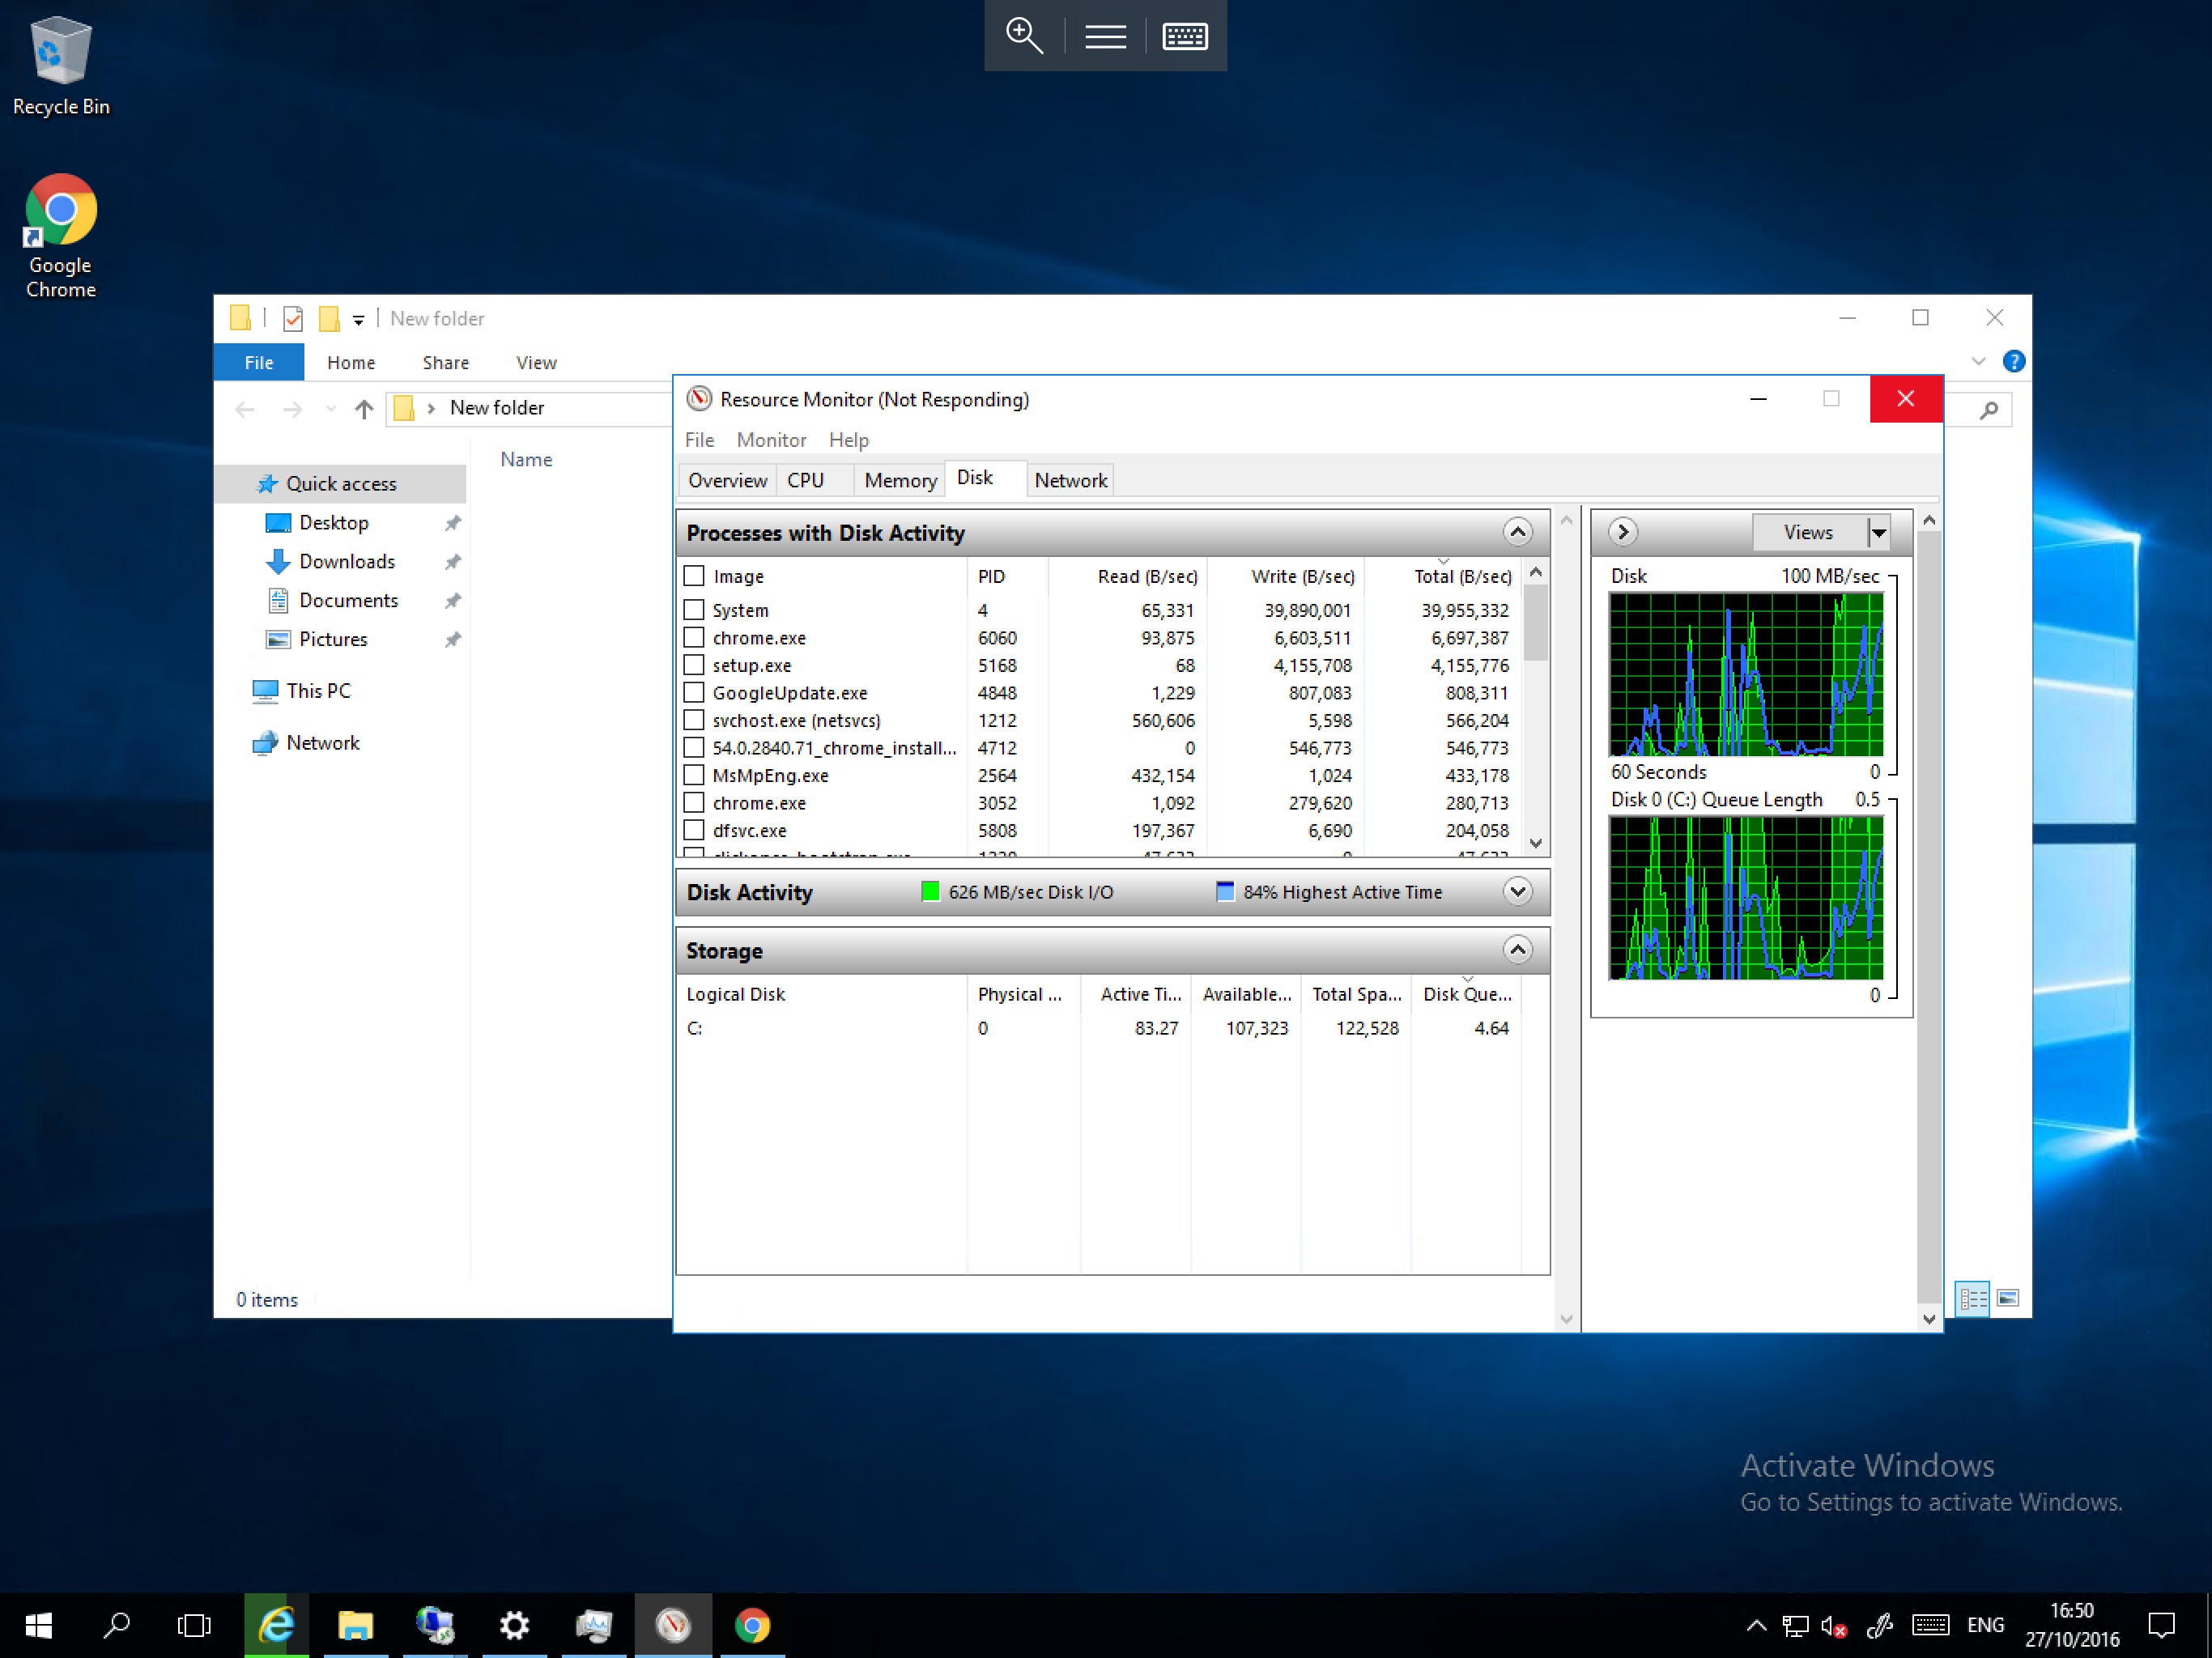 Recycle Bin
Google
Chrome
New folder
File Home Share View
New folder
Name
Quick access
Desktop
Downloads
Documents
Pictures
This PC
Network
0 items
Resource Monitor (Not Responding)
File Monitor Help
Overview CPU Memory Disk Network
Processes with Disk Activity
Image PID Read (B/sec) Write (B/sec) Total (B/sec)
System 4 65,331 39,890,001 39,955,332
chrome.exe 6060 93,875 6,603,511 6,697,387
setup.exe 5168 68 4,155,708 4,155,776
GoogleUpdate.exe 4848 1,229 807,083 808,311
svchost.exe (netsvcs) 1212 560,606 5,598 566,204
54.0.2840.71_chrome_install... 4712 0 546,773 546,773
MsMpEng.exe 2564 432,154 1,024 433,178
chrome.exe 3052 1,092 279,620 280,713
dfsvc.exe 5808 197,367 6,690 204,058
Disk Activity 626 MB/sec Disk I/O 84% Highest Active Time
Storage
Logical Disk Physical ... Active Ti... Available... Total Spa... Disk Que...
C: 0 83.27 107,323 122,528 4.64
Views
Disk 100 MB/sec
60 Seconds 0
Disk 0 (C:) Queue Length 0.5
0
Activate Windows
Go to Settings to activate Windows.
ENG
16:50
27/10/2016